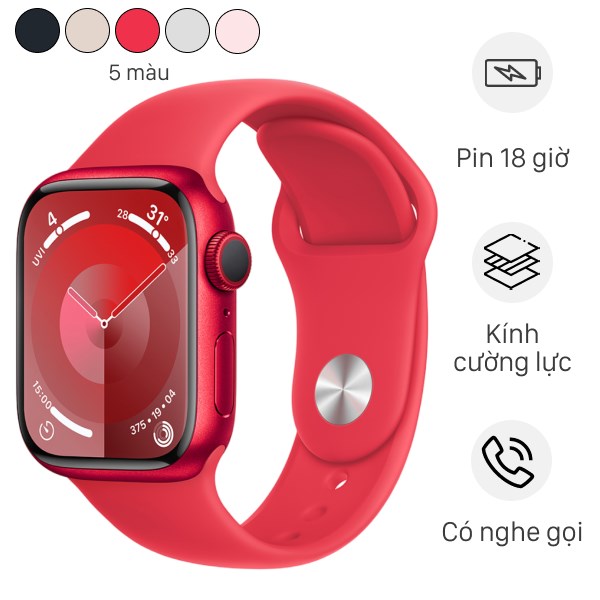 5 màu
Pin 18 giờ
4
UVI
28
31°
33
Kính
cường lực
15:00
375 • 19 • 04
Có nghe gọi